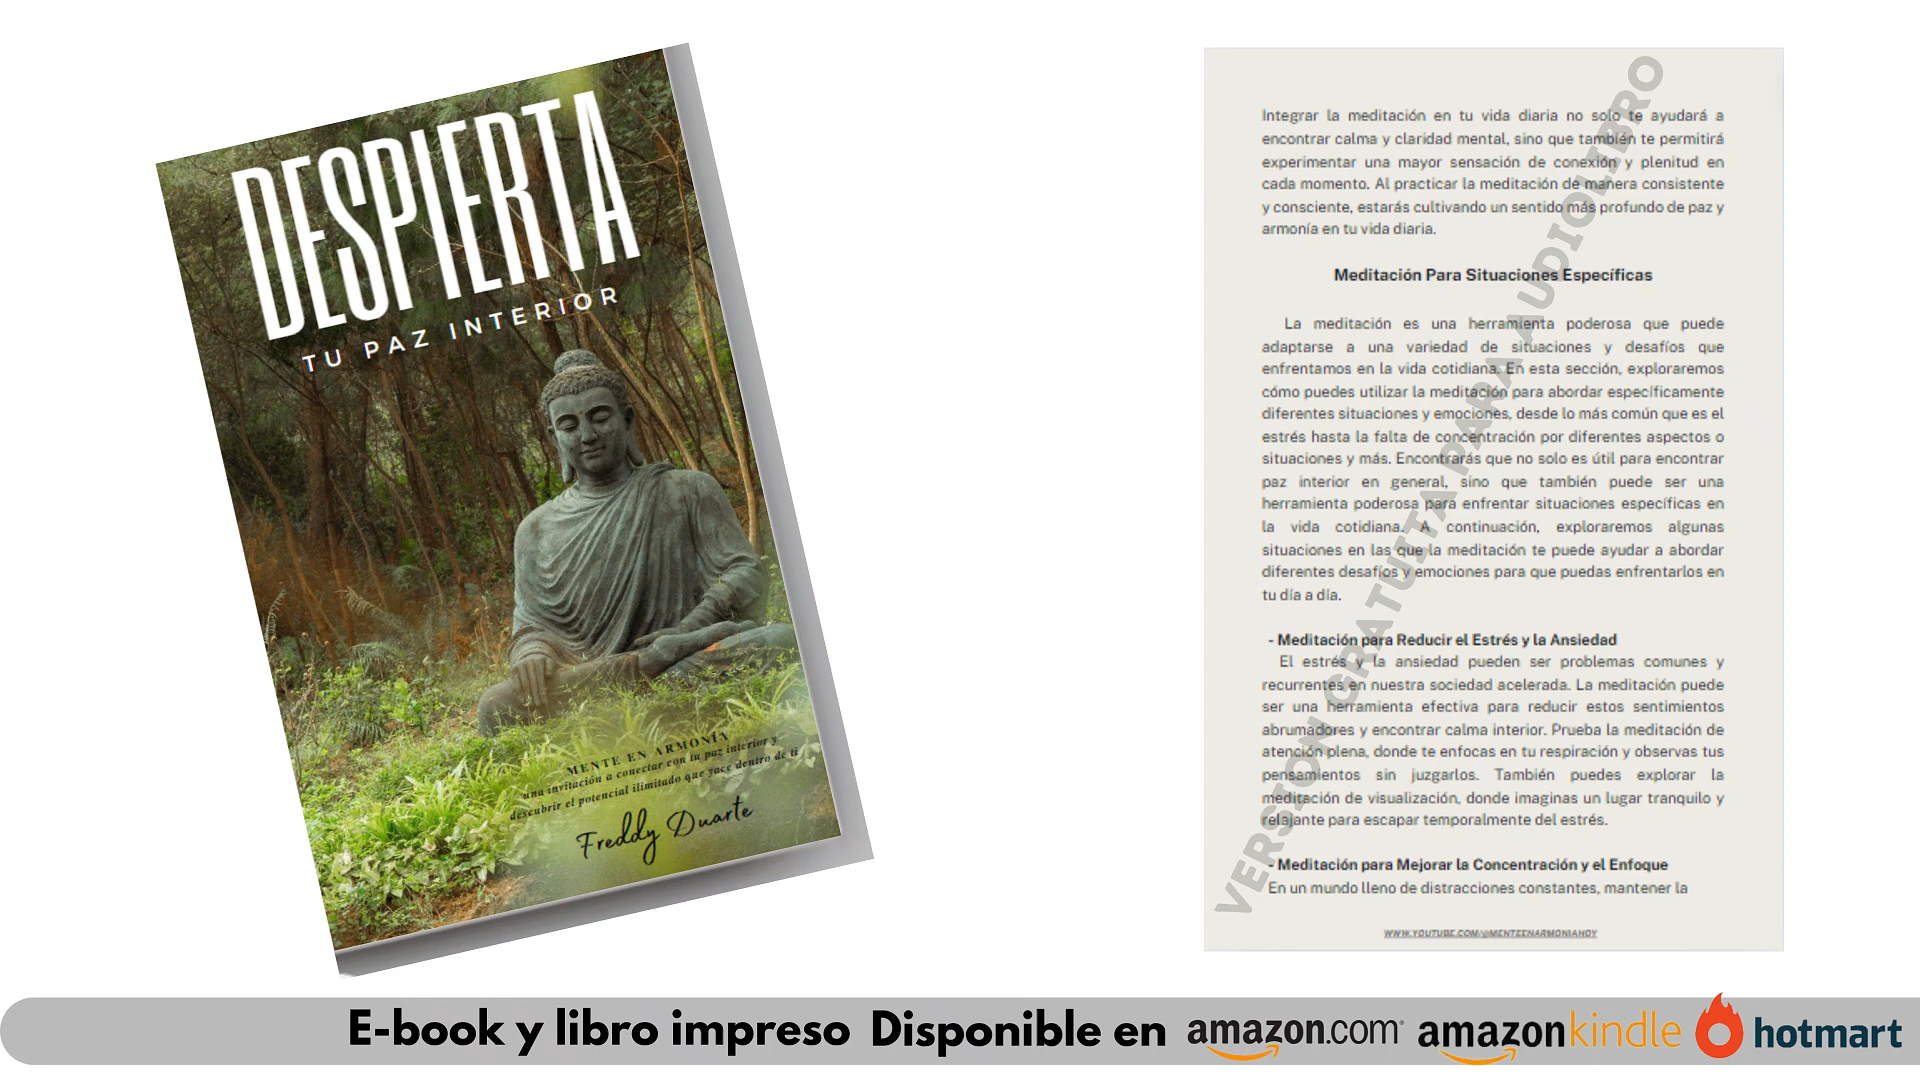 DESPIERTA
TU PAZ INTERIOR
MENTE EN ARMONÍA
una invitación a conectar con tu paz interior y
descubrir el potencial ilimitado que yace dentro de ti
Freddy Duarte
Integrar la meditación en tu vida diaria no solo te ayudará a
encontrar calma y claridad mental, sino que también te permitirá
experimentar una mayor sensación de conexión y plenitud en
cada momento. Al practicar la meditación de manera consistente
y consciente, estarás cultivando un sentido más profundo de paz y
armonía en tu vida diaria.
Meditación Para Situaciones Específicas
La meditación es una herramienta poderosa que puede
adaptarse a una variedad de situaciones y desafíos que
enfrentamos en la vida cotidiana. En esta sección, exploraremos
cómo puedes utilizar la meditación para abordar específicamente
diferentes situaciones y emociones, desde lo más común que es el
estrés hasta la falta de concentración por diferentes aspectos o
situaciones y más. Encontrarás que no solo es útil para encontrar
paz interior en general, sino que también puede ser una
herramienta poderosa para enfrentar situaciones específicas en
la vida cotidiana. A continuación, exploraremos algunas
situaciones en las que la meditación te puede ayudar a abordar
diferentes desafíos y emociones para que puedas enfrentarlos en
tu día a día.
- Meditación para Reducir el Estrés y la Ansiedad
El estrés y la ansiedad pueden ser problemas comunes y
recurrentes en nuestra sociedad acelerada. La meditación puede
ser una herramienta efectiva para reducir estos sentimientos
abrumadores y encontrar calma interior. Prueba la meditación de
atención plena, donde te enfocas en tu respiración y observas tus
pensamientos sin juzgarlos. También puedes explorar la
meditación de visualización, donde imaginas un lugar tranquilo y
relajante para escapar temporalmente del estrés.
- Meditación para Mejorar la Concentración y el Enfoque
En un mundo lleno de distracciones constantes, mantener la
WWW.YOUTUBE.COM/@MENTEENARMONIAHOY
VERSION GRATUITA PARA AUDIOLIBRO
E-book y libro impreso Disponible en amazon.com amazonkindle hotmart